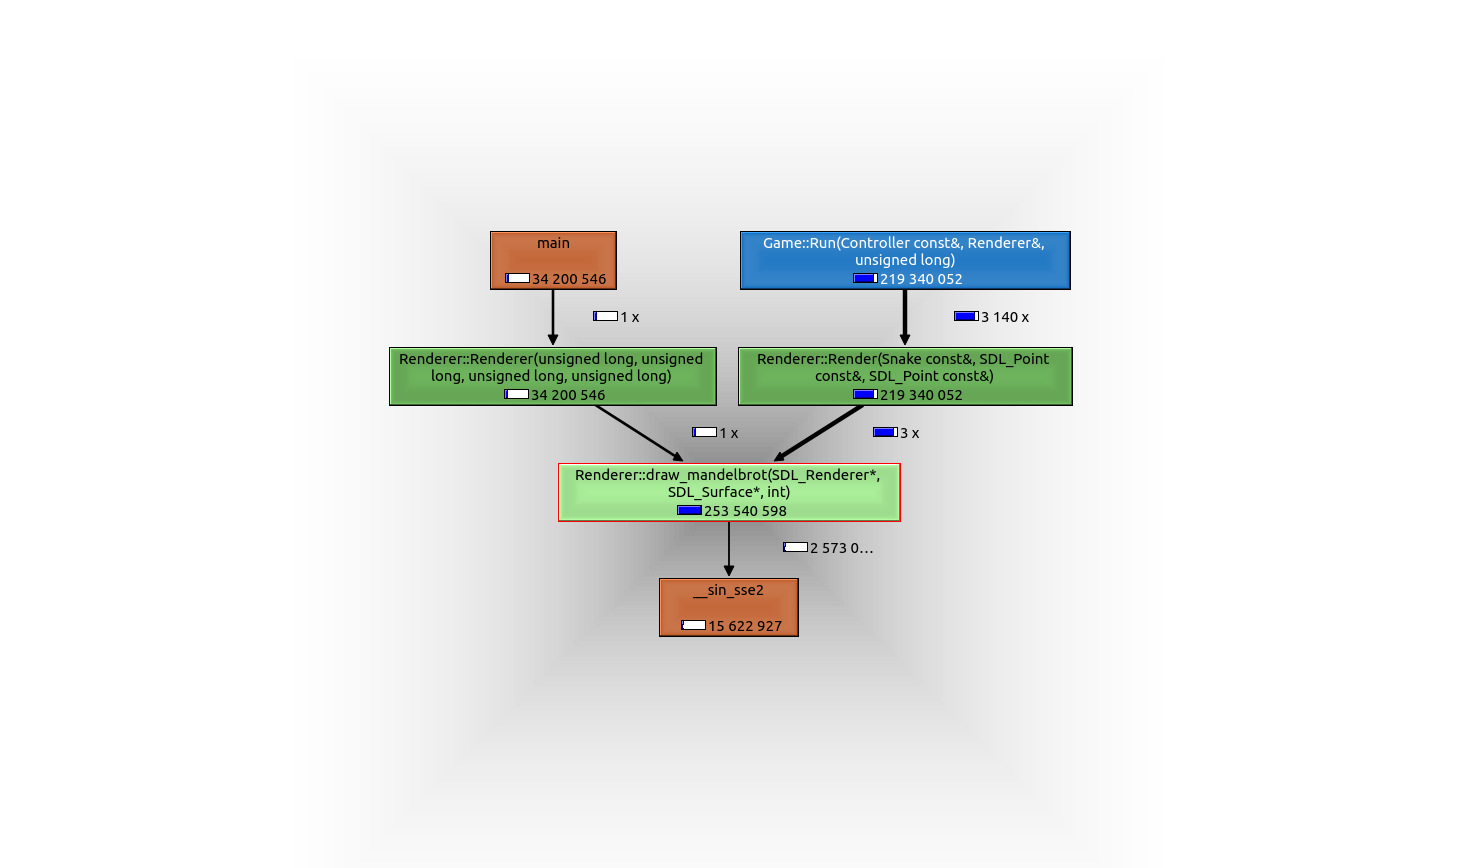 main
34 200 546
Game::Run(Controller const&, Renderer&,
unsigned long)
219 340 052
1 x
3 140 x
Renderer::Renderer(unsigned long, unsigned
long, unsigned long, unsigned long)
34 200 546
Renderer::Render(Snake const&, SDL_Point
const&, SDL_Point const&)
219 340 052
1 x
3 x
Renderer::draw_mandelbrot(SDL_Renderer*,
SDL_Surface*, int)
253 540 598
2 573 0…
__sin_sse2
15 622 927